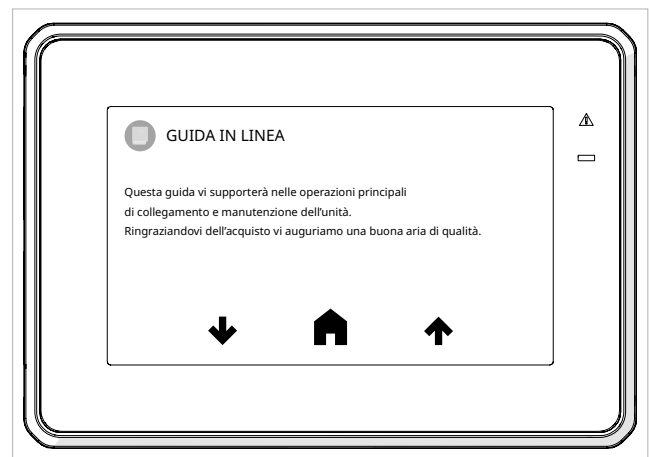 GUIDA IN LINEA
Questa guida vi supporterà nelle operazioni principali
di collegamento e manutenzione dell’unità.
Ringraziandovi dell’acquisto vi auguriamo una buona aria di qualità.